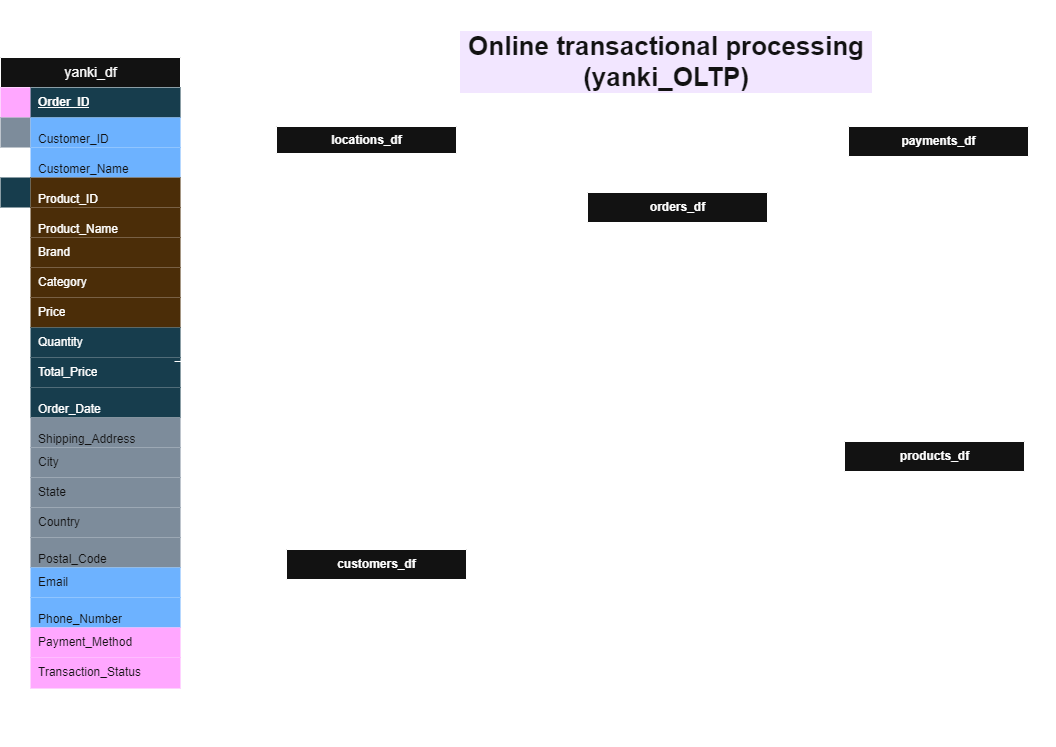 Online transactional processing
(yanki_OLTP)
yanki_df
Order_ID
Customer_ID
Customer_Name
Product_ID
Product_Name
Brand
Category
Price
Quantity
Total_Price
Order_Date
Shipping_Address
City
State
Country
Postal_Code
Email
Phone_Number
Payment_Method
Transaction_Status
locations_df
payments_df
orders_df
products_df
customers_df